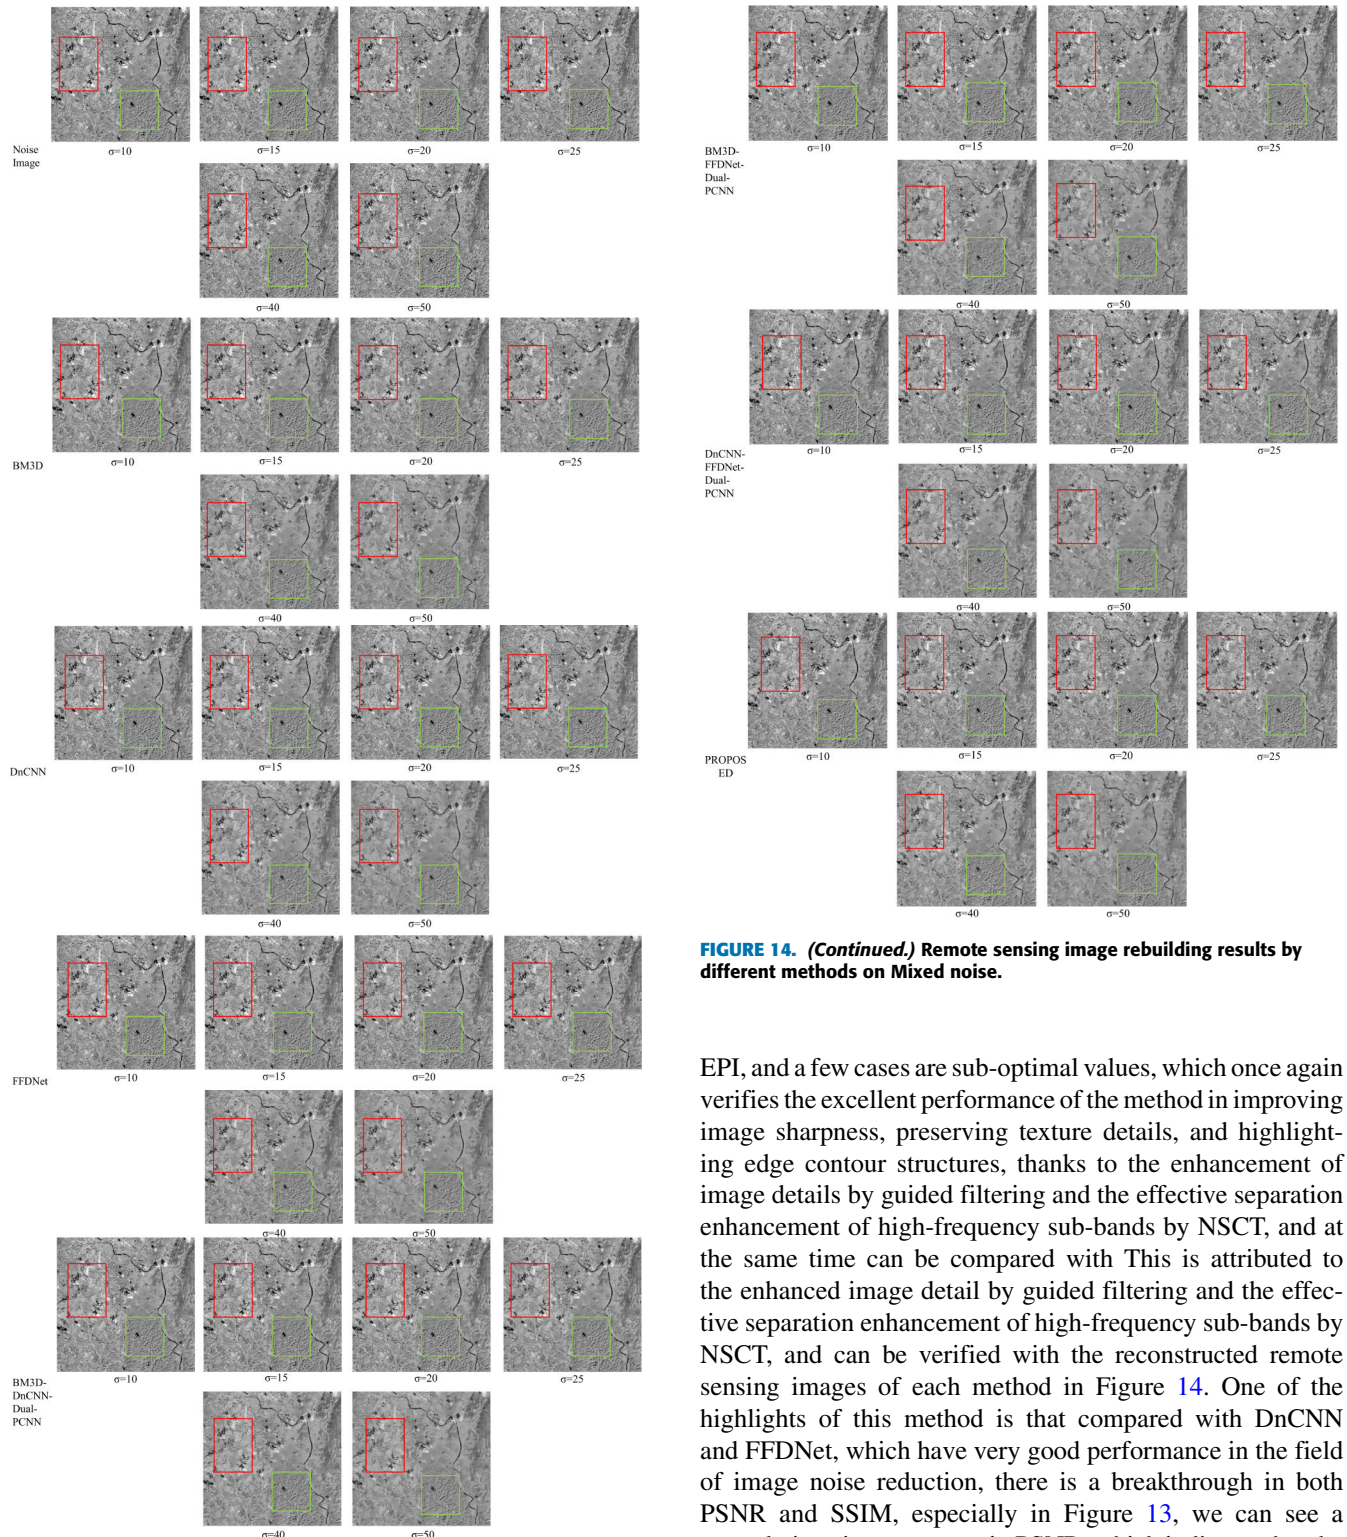 Noise
Image
σ=10
σ=15
σ=20
σ=25
σ=40
σ=50
BM3D
σ=10
σ=15
σ=20
σ=25
σ=40
σ=50
DnCNN
σ=10
σ=15
σ=20
σ=25
σ=40
σ=50
FFDNet
σ=10
σ=15
σ=20
σ=25
σ=40
σ=50
BM3D-
DnCNN-
Dual-
PCNN
σ=10
σ=15
σ=20
σ=25
σ=40
σ=50
BM3D-
FFDNet-
Dual-
PCNN
σ=10
σ=15
σ=20
σ=25
σ=40
σ=50
DnCNN-
FFDNet-
Dual-
PCNN
σ=10
σ=15
σ=20
σ=25
σ=40
σ=50
PROPOS
ED
σ=10
σ=15
σ=20
σ=25
σ=40
σ=50
FIGURE 14. (Continued.) Remote sensing image rebuilding results by
different methods on Mixed noise.
EPI, and a few cases are sub-optimal values, which once again
verifies the excellent performance of the method in improving
image sharpness, preserving texture details, and highlight-
ing edge contour structures, thanks to the enhancement of
image details by guided filtering and the effective separation
enhancement of high-frequency sub-bands by NSCT, and at
the same time can be compared with This is attributed to
the enhanced image detail by guided filtering and the effec-
tive separation enhancement of high-frequency sub-bands by
NSCT, and can be verified with the reconstructed remote
sensing images of each method in Figure 14. One of the
highlights of this method is that compared with DnCNN
and FFDNet, which have very good performance in the field
of image noise reduction, there is a breakthrough in both
PSNR and SSIM, especially in Figure 13, we can see a